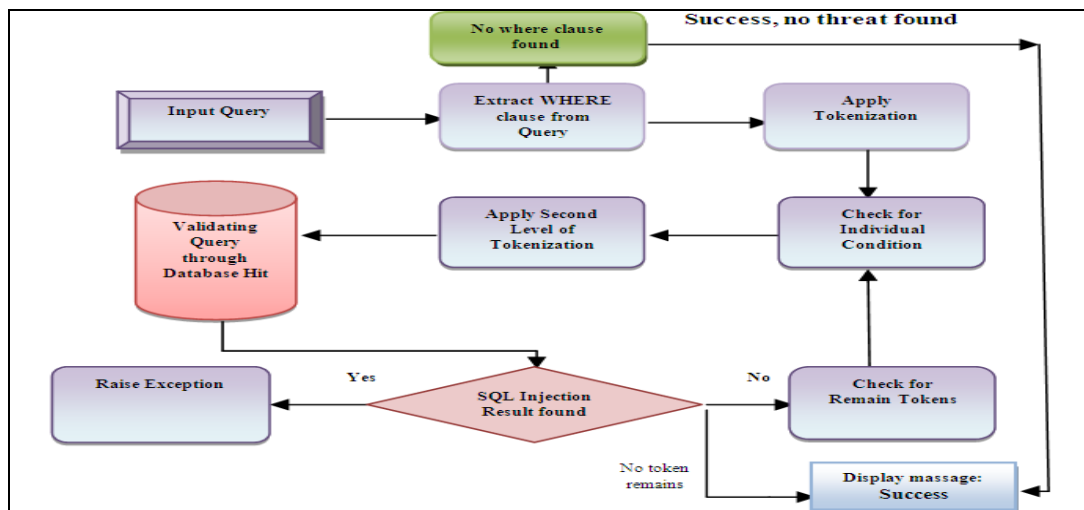 No where clause
found
Success, no threat found
Input Query
Extract WHERE
clause from
Query
Apply
Tokenization
Validating
Query
through
Database Hit
Apply Second
Level of
Tokenization
Check for
Individual
Condition
Raise Exception
Yes
SQL Injection
Result found
No
Check for
Remain Tokens
No token
remains
Display massage:
Success